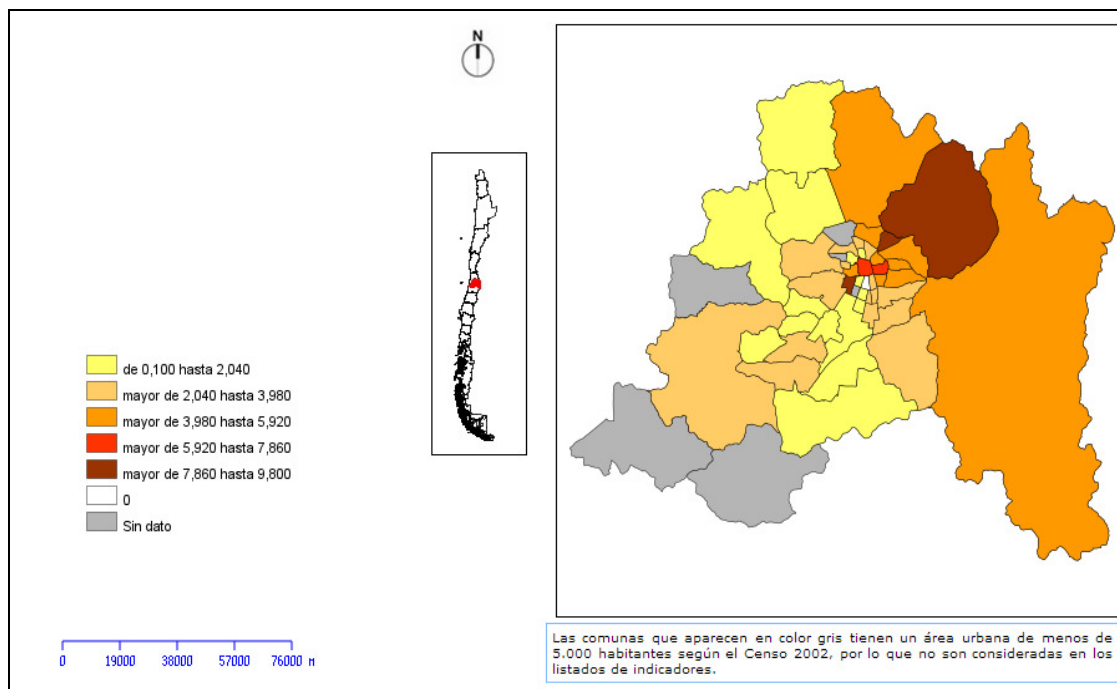 N
de 0,100 hasta 2,040
mayor de 2,040 hasta 3,980
mayor de 3,980 hasta 5,920
mayor de 5,920 hasta 7,860
mayor de 7,860 hasta 9,800
0
Sin dato
0 19000 38000 57000 76000 M
Las comunas que aparecen en color gris tienen un área urbana de menos de
5.000 habitantes según el Censo 2002, por lo que no son consideradas en los
listados de indicadores.